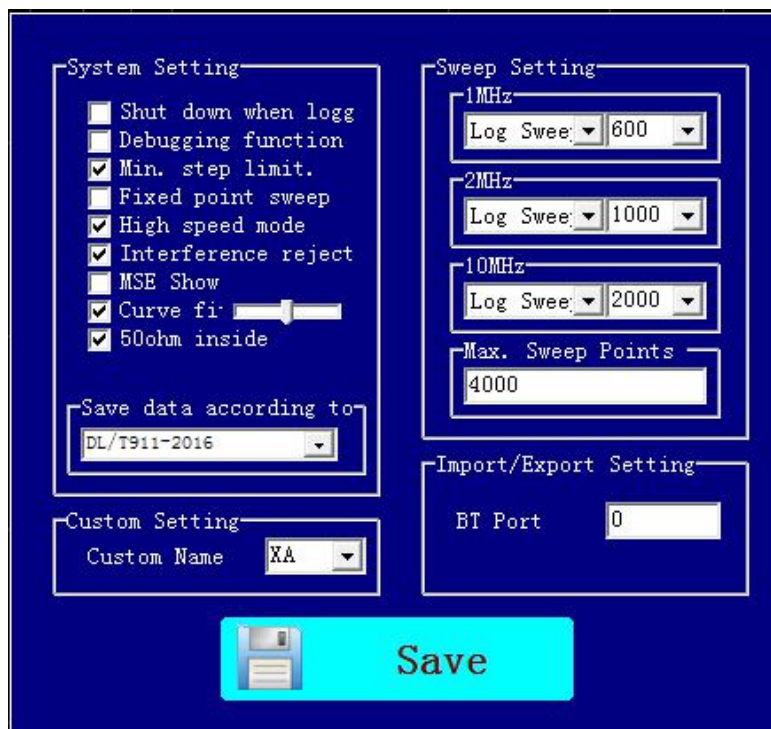 System Setting
Shut down when logg
Debugging function
Min. step limit.
Fixed point sweep
High speed mode
Interference reject
MSE Show
Curve fi
50ohm inside
Save data according to
DL/T911-2016
Custom Setting
Custom Name XA
Sweep Setting
1MHz
Log Swee 600
2MHz
Log Swee 1000
10MHz
Log Swee 2000
Max. Sweep Points
4000
Import/Export Setting
BT Port 0
Save